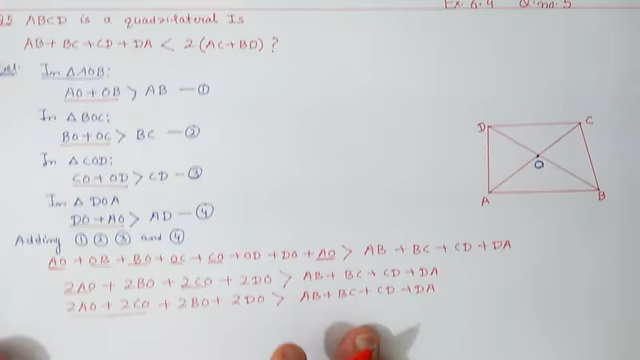 Ex. 6.4 Q. no. 5
Q5 ABCD is a quadrilateral Is
AB + BC + CD + DA < 2 (AC + BD) ?
Sol:
In △AOB:
AO + OB > AB — ①
In △BOC:
BO + OC > BC — ②
In △COD:
CO + OD > CD — ③
In △DOA
DO + AO > AD — ④
Adding ① ② ③ and ④
AO + OB + BO + OC + CO + OD + DO + AO > AB + BC + CD + DA
2AO + 2BO + 2CO + 2DO > AB + BC + CD + DA
2AO + 2CO + 2BO + 2DO > AB + BC + CD + DA
D C
O
A B